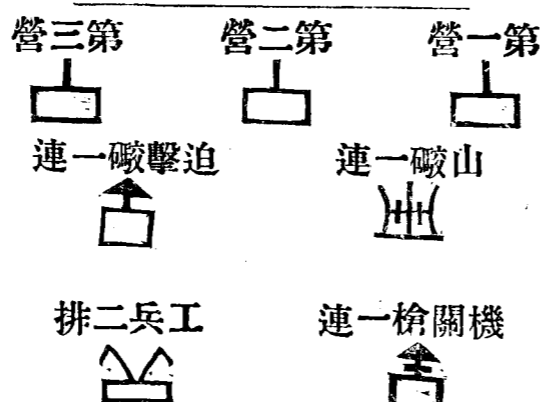 第一營
第二營
第三營
山礮一連
迫擊礮一連
機關槍一連
工兵二排